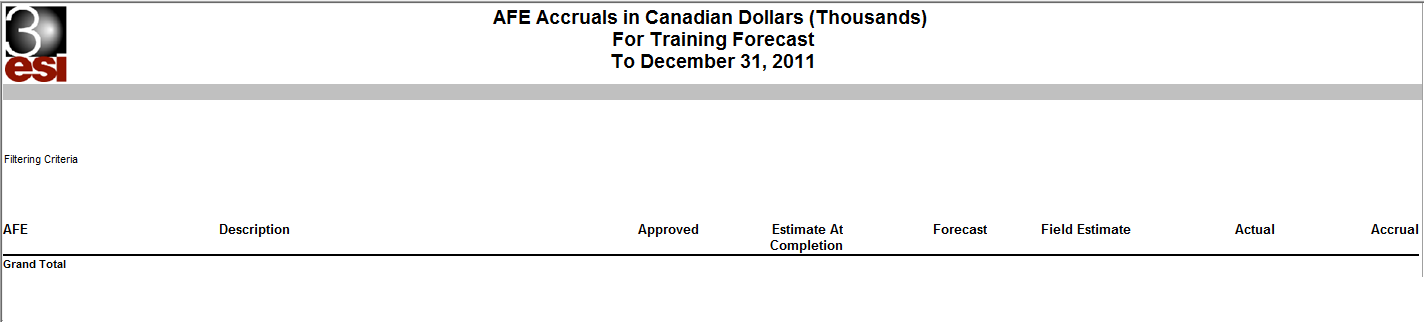 3
esi
AFE Accruals in Canadian Dollars (Thousands)
For Training Forecast
To December 31, 2011
Filtering Criteria
AFE Description Approved Estimate At Forecast Field Estimate Actual Accrual
Completion
Grand Total